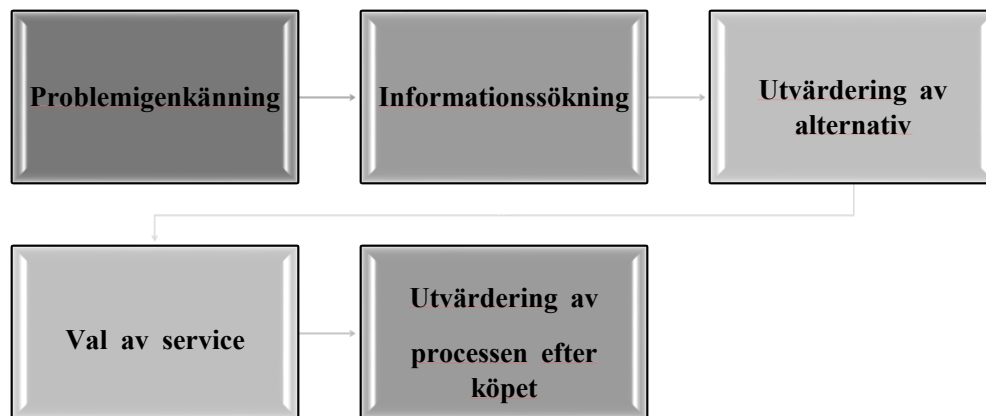 Problemigenkänning
Informationssökning
Utvärdering av
alternativ
Val av service
Utvärdering av
processen efter
köpet